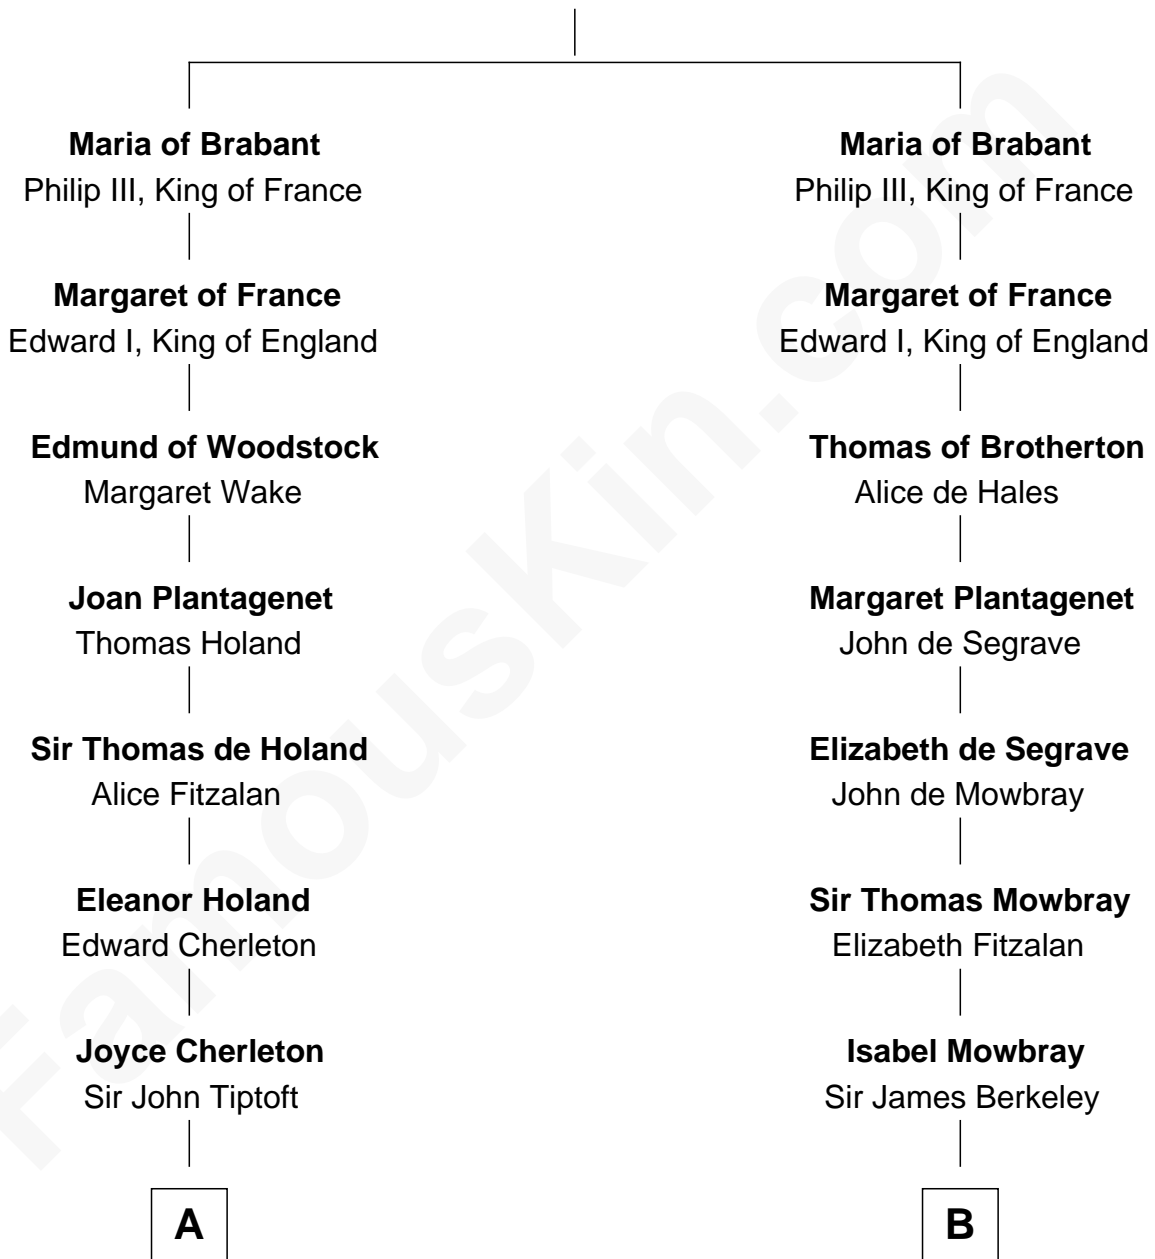 Maria of Brabant
Philip III, King of France
Margaret of France
Edward I, King of England
Edmund of Woodstock
Margaret Wake
Joan Plantagenet
Thomas Holand
Sir Thomas de Holand
Alice Fitzalan
Eleanor Holand
Edward Cherleton
Joyce Cherleton
Sir John Tiptoft
A
Maria of Brabant
Philip III, King of France
Margaret of France
Edward I, King of England
Thomas of Brotherton
Alice de Hales
Margaret Plantagenet
John de Segrave
Elizabeth de Segrave
John de Mowbray
Sir Thomas Mowbray
Elizabeth Fitzalan
Isabel Mowbray
Sir James Berkeley
B
FamousKin.com